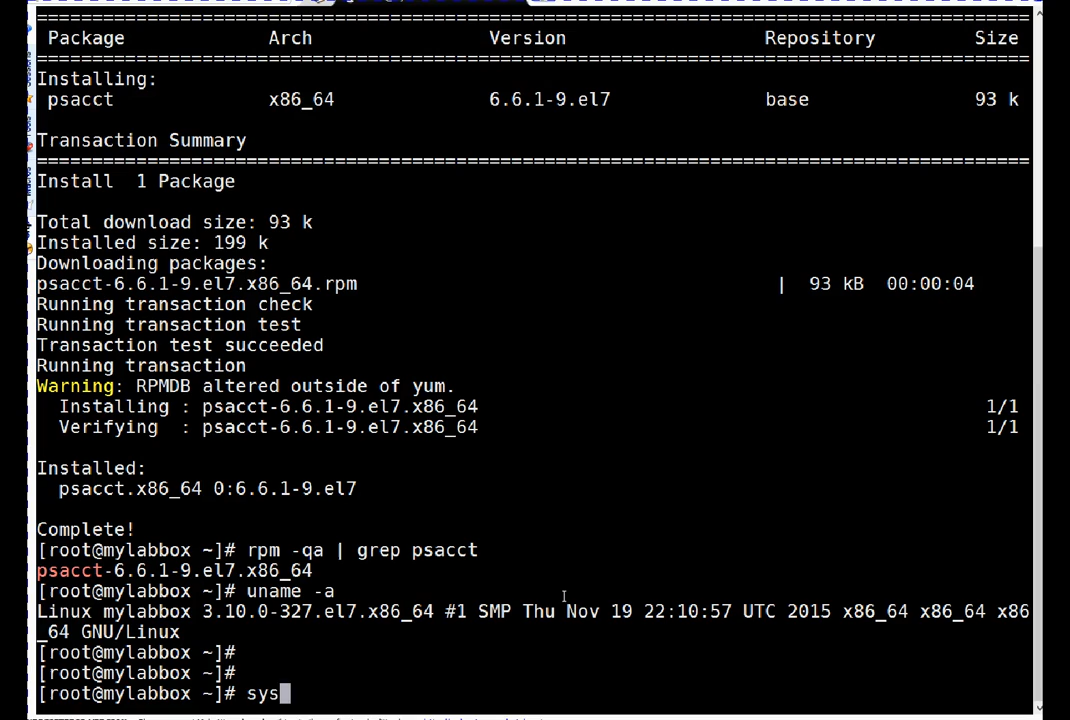 Package Arch Version Repository Size
Installing:
psacct x86_64 6.6.1-9.el7 base 93 k
Transaction Summary
Install  1 Package
Total download size: 93 k
Installed size: 199 k
Downloading packages:
psacct-6.6.1-9.el7.x86_64.rpm | 93 kB 00:00:04
Running transaction check
Running transaction test
Transaction test succeeded
Running transaction
Warning: RPMDB altered outside of yum.
Installing : psacct-6.6.1-9.el7.x86_64 1/1
Verifying  : psacct-6.6.1-9.el7.x86_64 1/1
Installed:
psacct.x86_64 0:6.6.1-9.el7
Complete!
[root@mylabbox ~]# rpm -qa | grep psacct
psacct-6.6.1-9.el7.x86_64
[root@mylabbox ~]# uname -a
Linux mylabbox 3.10.0-327.el7.x86_64 #1 SMP Thu Nov 19 22:10:57 UTC 2015 x86_64 x86_64 x86
_64 GNU/Linux
[root@mylabbox ~]#
[root@mylabbox ~]#
[root@mylabbox ~]# sys